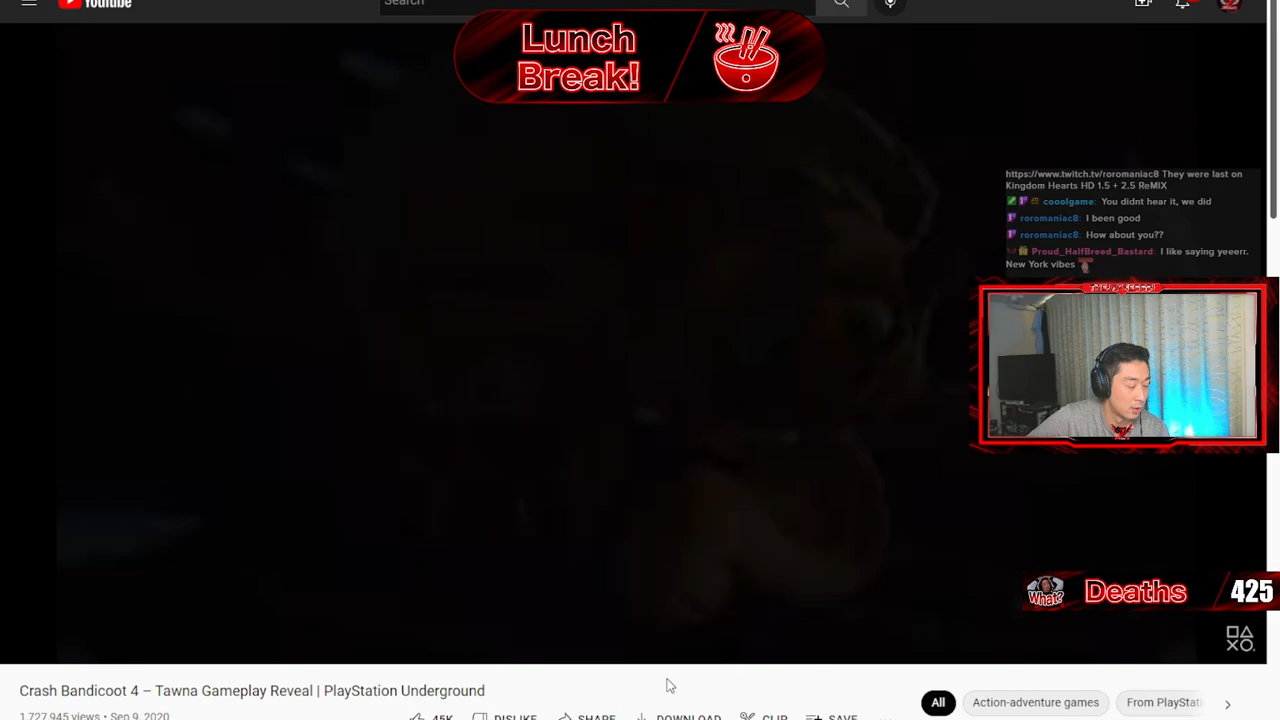 YouTube
Search
Lunch
Break!
https://www.twitch.tv/roromaniac8 They were last on
Kingdom Hearts HD 1.5 + 2.5 ReMIX
cooolgame: You didnt hear it, we did
roromaniac8: I been good
roromaniac8: How about you??
Proud_HalfBreed_Bastard: I like saying yeeerr.
New York vibes
What?
Deaths
425
Crash Bandicoot 4 – Tawna Gameplay Reveal | PlayStation Underground
1,727,945 views • Sep 9, 2020
45K
DISLIKE
SHARE
DOWNLOAD
CLIP
SAVE
All
Action-adventure games
From PlayStati